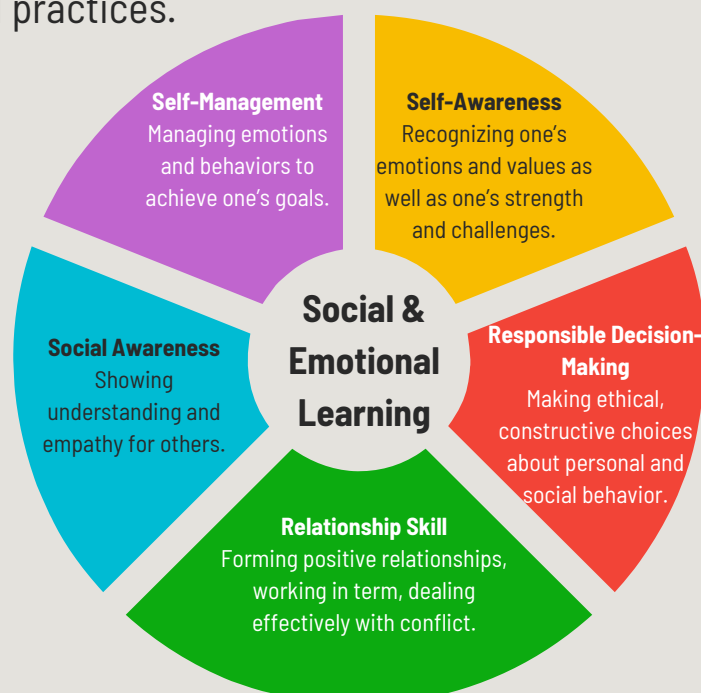 practices.
Self-Management
Managing emotions
and behaviors to
achieve one's goals.
Self-Awareness
Recognizing one's
emotions and values as
well as one's strength
and challenges.
Social &
Emotional
Learning
Social Awareness
Showing
understanding and
empathy for others.
Responsible Decision-
Making
Making ethical,
constructive choices
about personal and
social behavior.
Relationship Skill
Forming positive relationships,
working in term, dealing
effectively with conflict.